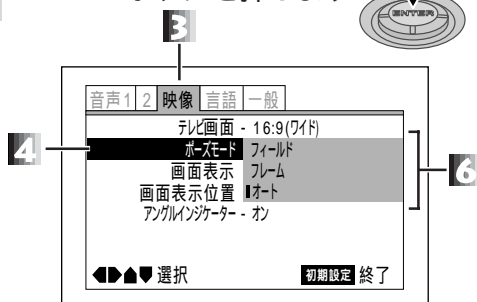 ENTER
3
音声1 2 映像 言語 一般
テレビ画面 - 16:9(ワイド)
4
ポーズモード フィールド
画面表示 フレーム
6
画面表示位置 オート
アングルインジケーター - オン
選択 初期設定 終了